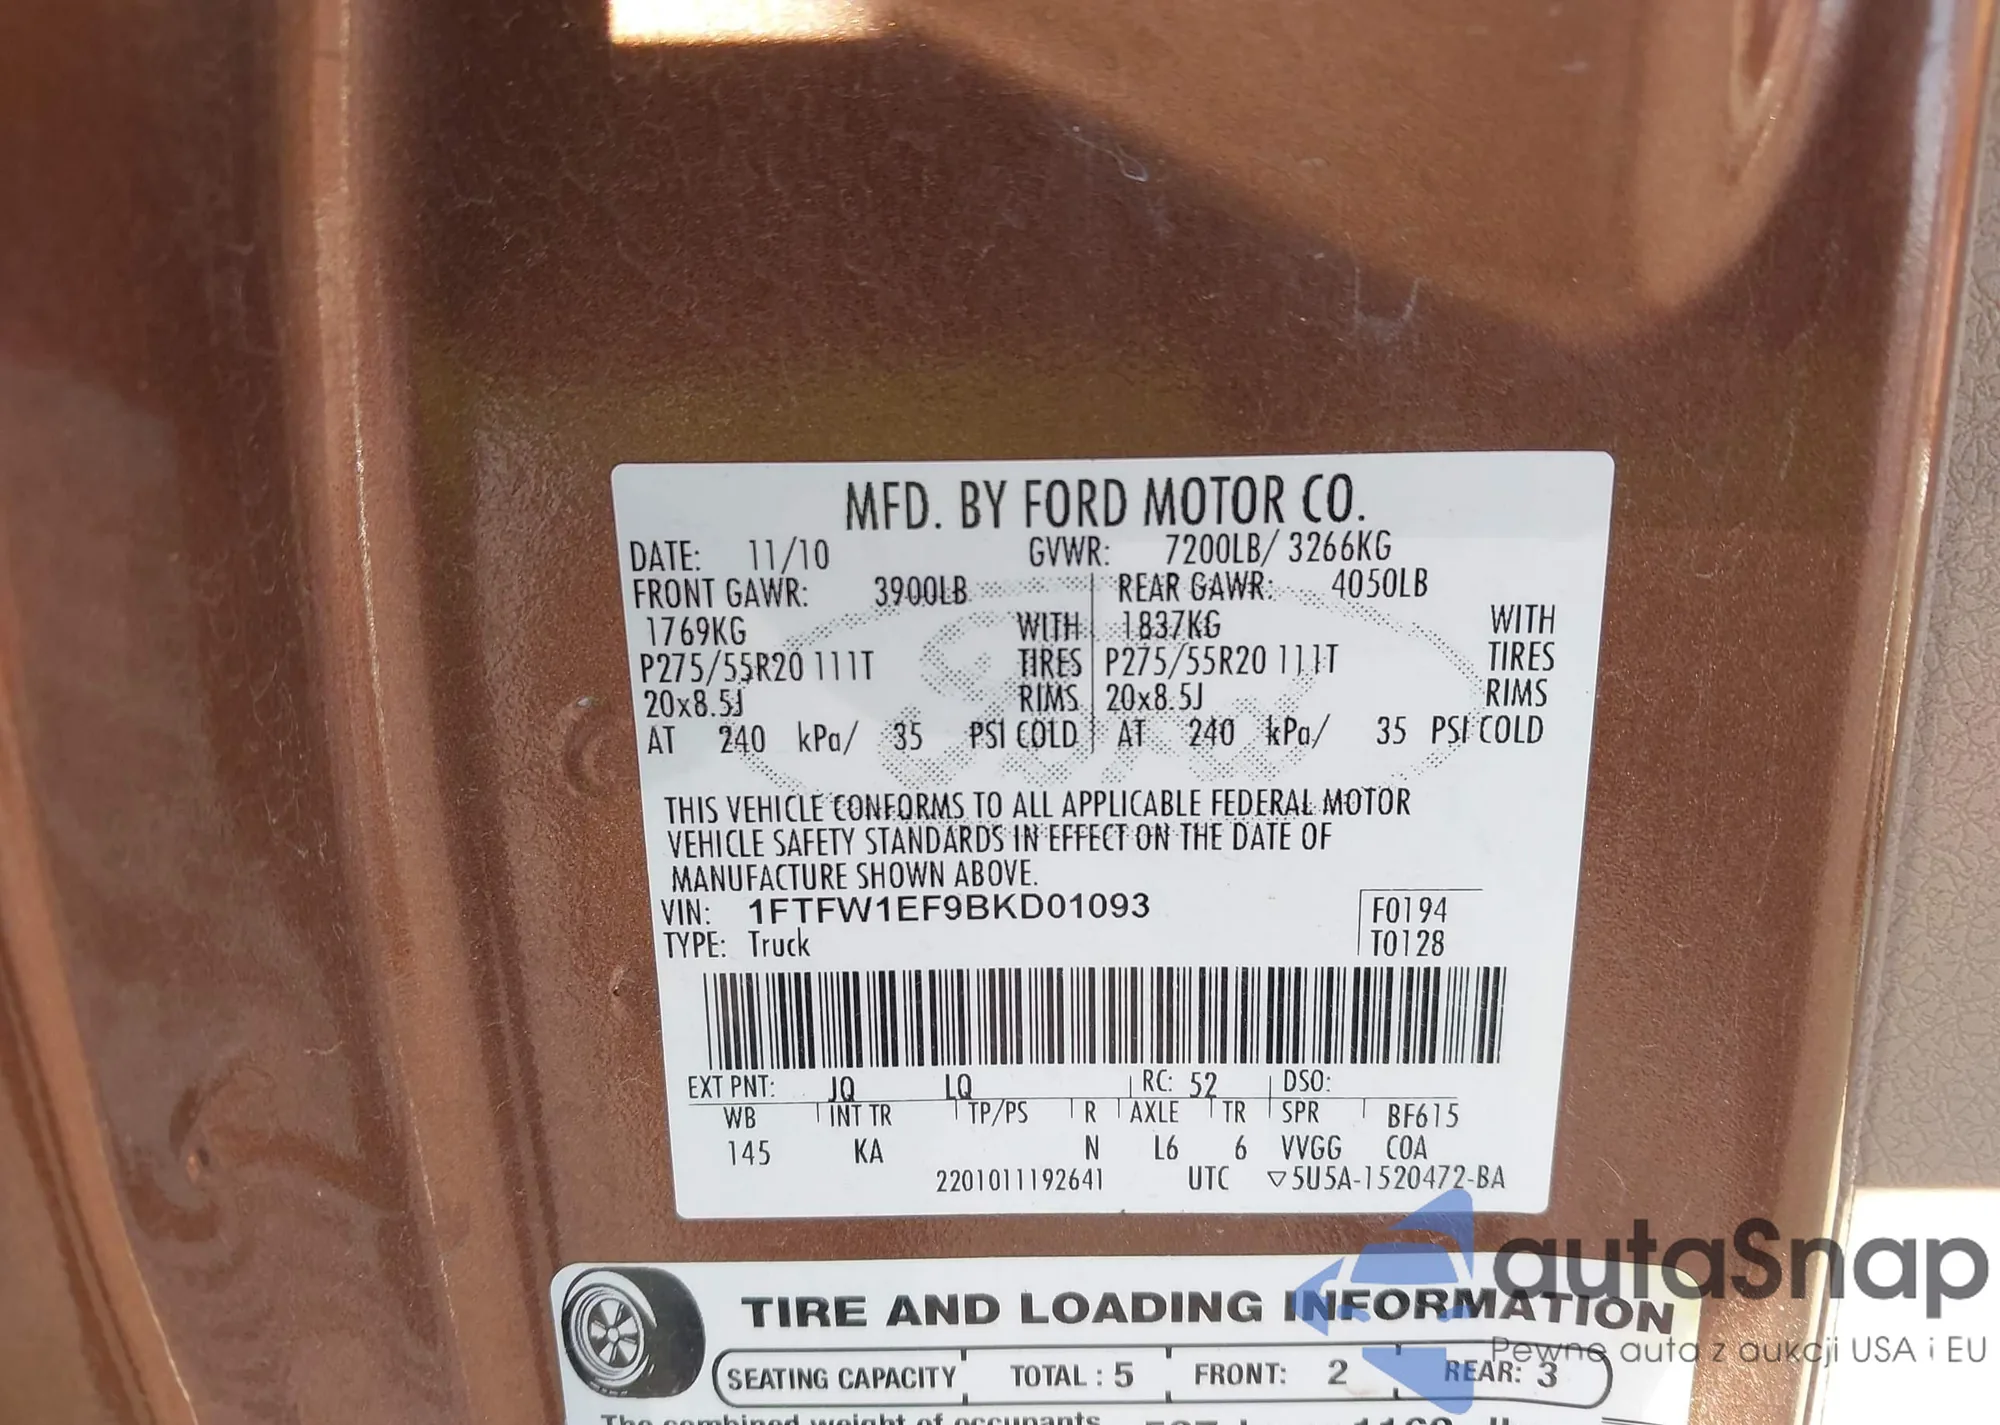 MFD. BY FORD MOTOR CO.
DATE: 11/10 GVWR: 7200LB/ 3266KG
FRONT GAWR: 3900LB REAR GAWR: 4050LB
1769KG WITH 1837KG WITH
P275/55R20 111T TIRES P275/55R20 111T TIRES
20x8.5J RIMS 20x8.5J RIMS
AT 240 kPa/ 35 PSI COLD AT 240 kPa/ 35 PSI COLD
THIS VEHICLE CONFORMS TO ALL APPLICABLE FEDERAL MOTOR
VEHICLE SAFETY STANDARDS IN EFFECT ON THE DATE OF
MANUFACTURE SHOWN ABOVE.
VIN: 1FTFW1EF9BKD01093 F0194
TYPE: Truck T0128
EXT PNT: JQ LQ RC: 52 DSO:
WB INT TR TP/PS R AXLE TR SPR BF615
145 KA N L6 6 VVGG COA
2201011192641 UTC ▽5U5A-1520472-BA
TIRE AND LOADING INFORMATION
SEATING CAPACITY TOTAL : 5 FRONT: 2 REAR: 3
The combined weight of occupants
autaSnap
Pewne auta z aukcji USA i EU